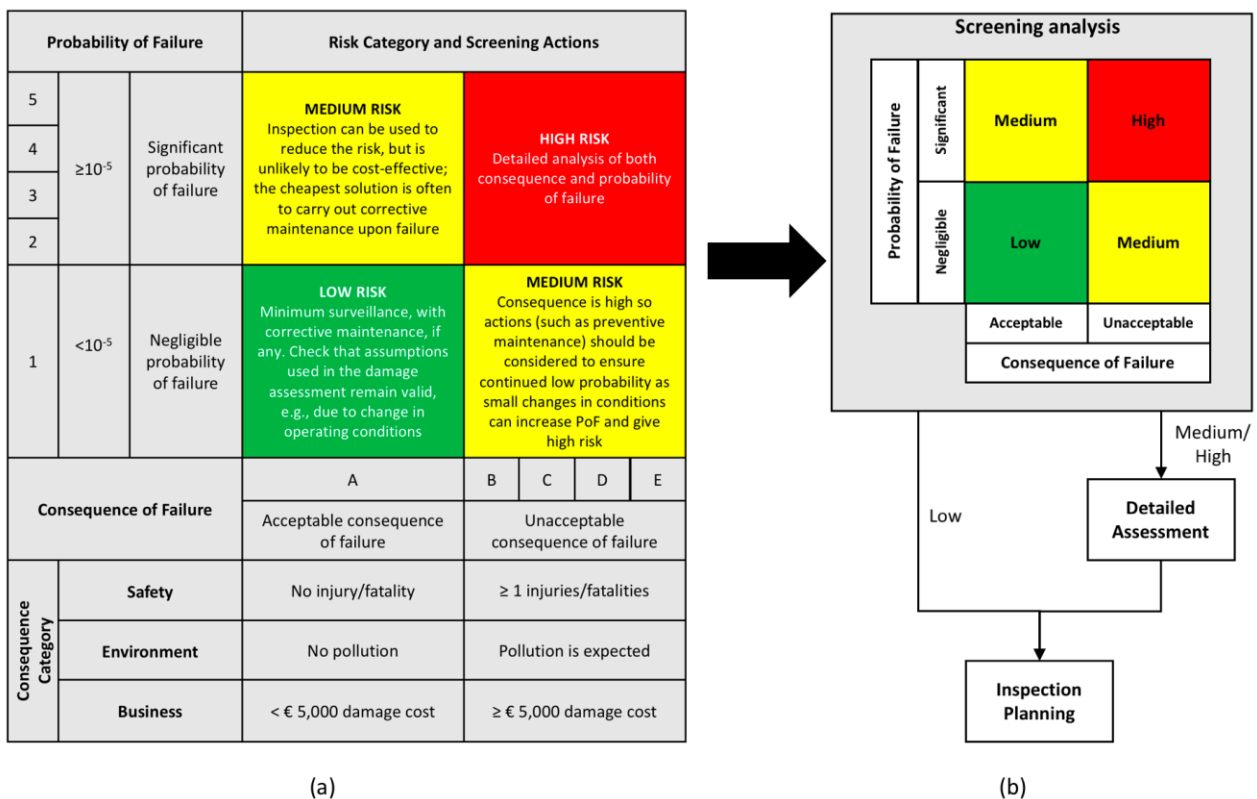 Probability of Failure
Risk Category and Screening Actions
5
4
3
2
≥10-5
Significant
probability
of failure
MEDIUM RISK
Inspection can be used to
reduce the risk, but is
unlikely to be cost-effective;
the cheapest solution is often
to carry out corrective
maintenance upon failure
HIGH RISK
Detailed analysis of both
consequence and probability
of failure
1
<10-5
Negligible
probability
of failure
LOW RISK
Minimum surveillance, with
corrective maintenance, if
any. Check that assumptions
used in the damage
assessment remain valid,
e.g., due to change in
operating conditions
MEDIUM RISK
Consequence is high so
actions (such as preventive
maintenance) should be
considered to ensure
continued low probability as
small changes in conditions
can increase PoF and give
high risk
Consequence of Failure
A
B
C
D
E
Acceptable consequence
of failure
Unacceptable
consequence of failure
Consequence
Category
Safety
No injury/fatality
≥ 1 injuries/fatalities
Environment
No pollution
Pollution is expected
Business
< € 5,000 damage cost
≥ € 5,000 damage cost
(a)
Screening analysis
Probability of Failure
Significant
Negligible
Medium
High
Low
Medium
Acceptable
Unacceptable
Consequence of Failure
Medium/
High
Low
Detailed
Assessment
Inspection
Planning
(b)